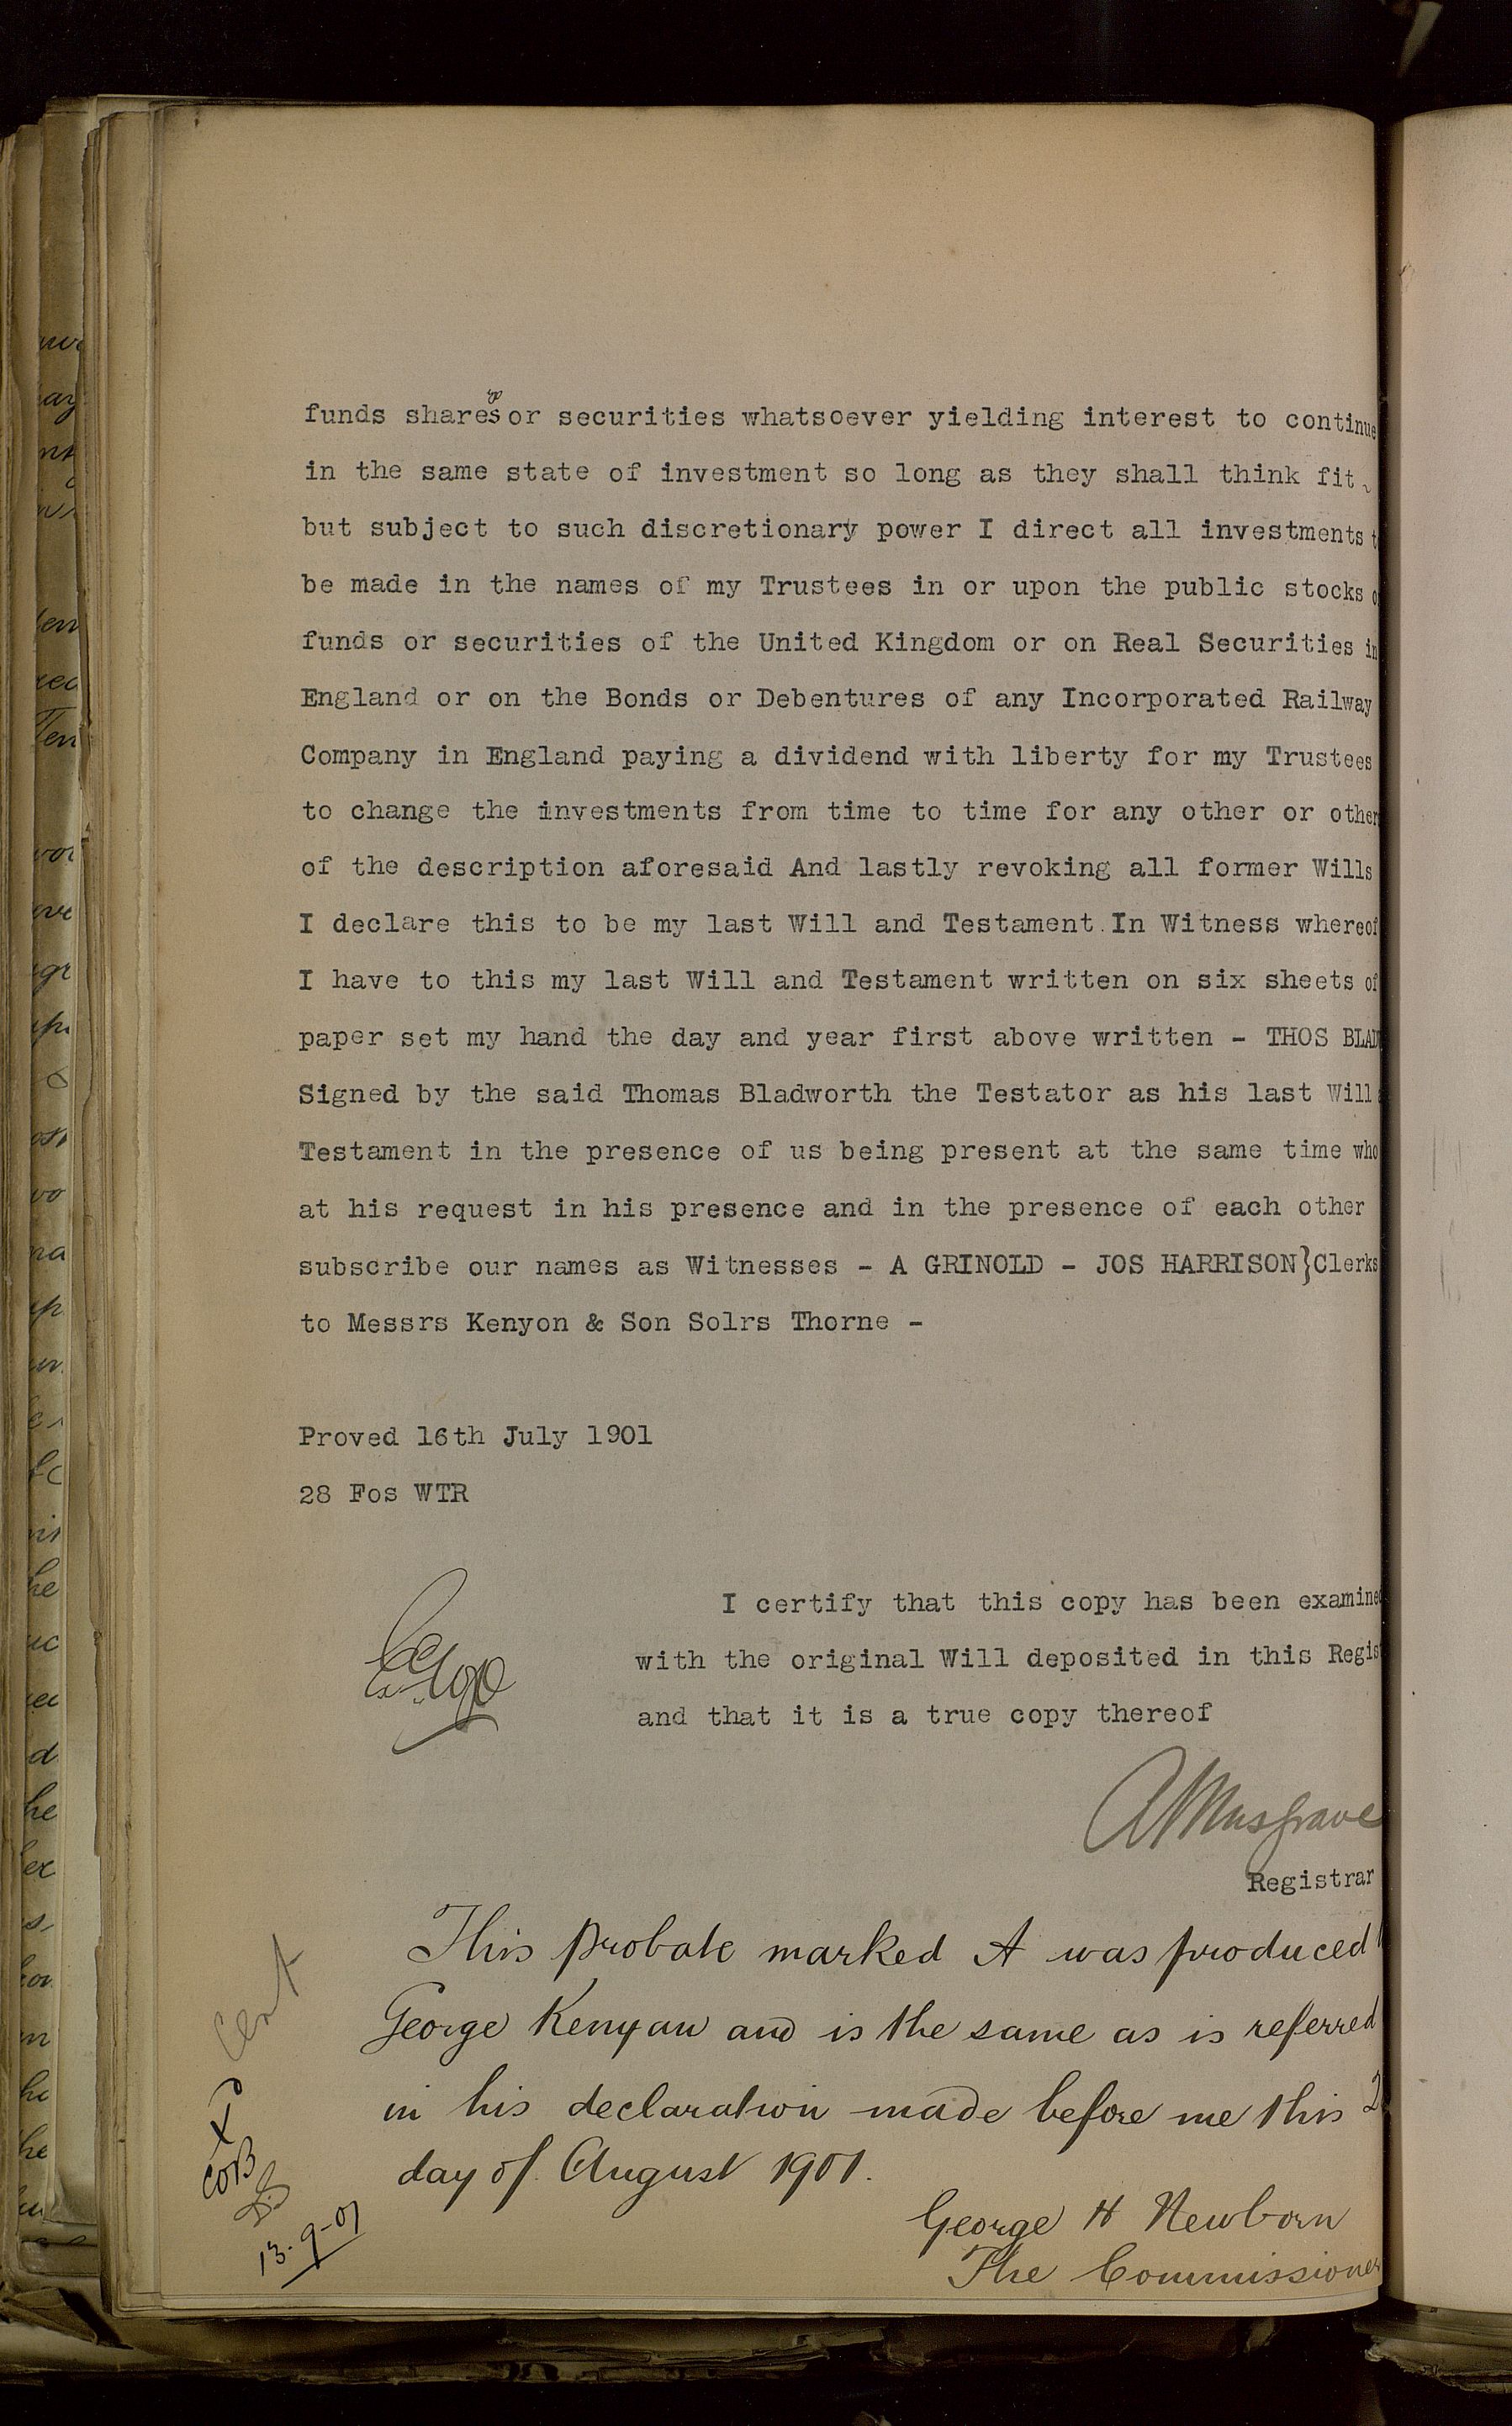 funds shares or securities whatsoever yielding interest to continue
in the same state of investment so long as they shall think fit
but subject to such discretionary power I direct all investments t
be made in the names of my Trustees in or upon the public stocks o
funds or securities of the United Kingdom or on Real Securities in
England or on the Bonds or Debentures of any Incorporated Railway
Company in England paying a dividend with liberty for my Trustees
to change the investments from time to time for any other or other
of the description aforesaid And lastly revoking all former Wills
I declare this to be my last Will and Testament In Witness whereof
I have to this my last Will and Testament written on six sheets of
paper set my hand the day and year first above written - THOS BLAD
Signed by the said Thomas Bladworth the Testator as his last Will
Testament in the presence of us being present at the same time who
at his request in his presence and in the presence of each other
subscribe our names as Witnesses - A GRINOLD - JOS HARRISON}Clerks
to Messrs Kenyon & Son Solrs Thorne -
Proved 16th July 1901
28 Fos WTR
I certify that this copy has been examined
with the original Will deposited in this Regis
and that it is a true copy thereof
A Musgrave
Registrar
This probate marked A was produced
George Kenyon and is the same as is referred
in his declaration made before me this 2
day of August 1901.
George H Newborn
The Commissioner
Cent
COB
13-9-01